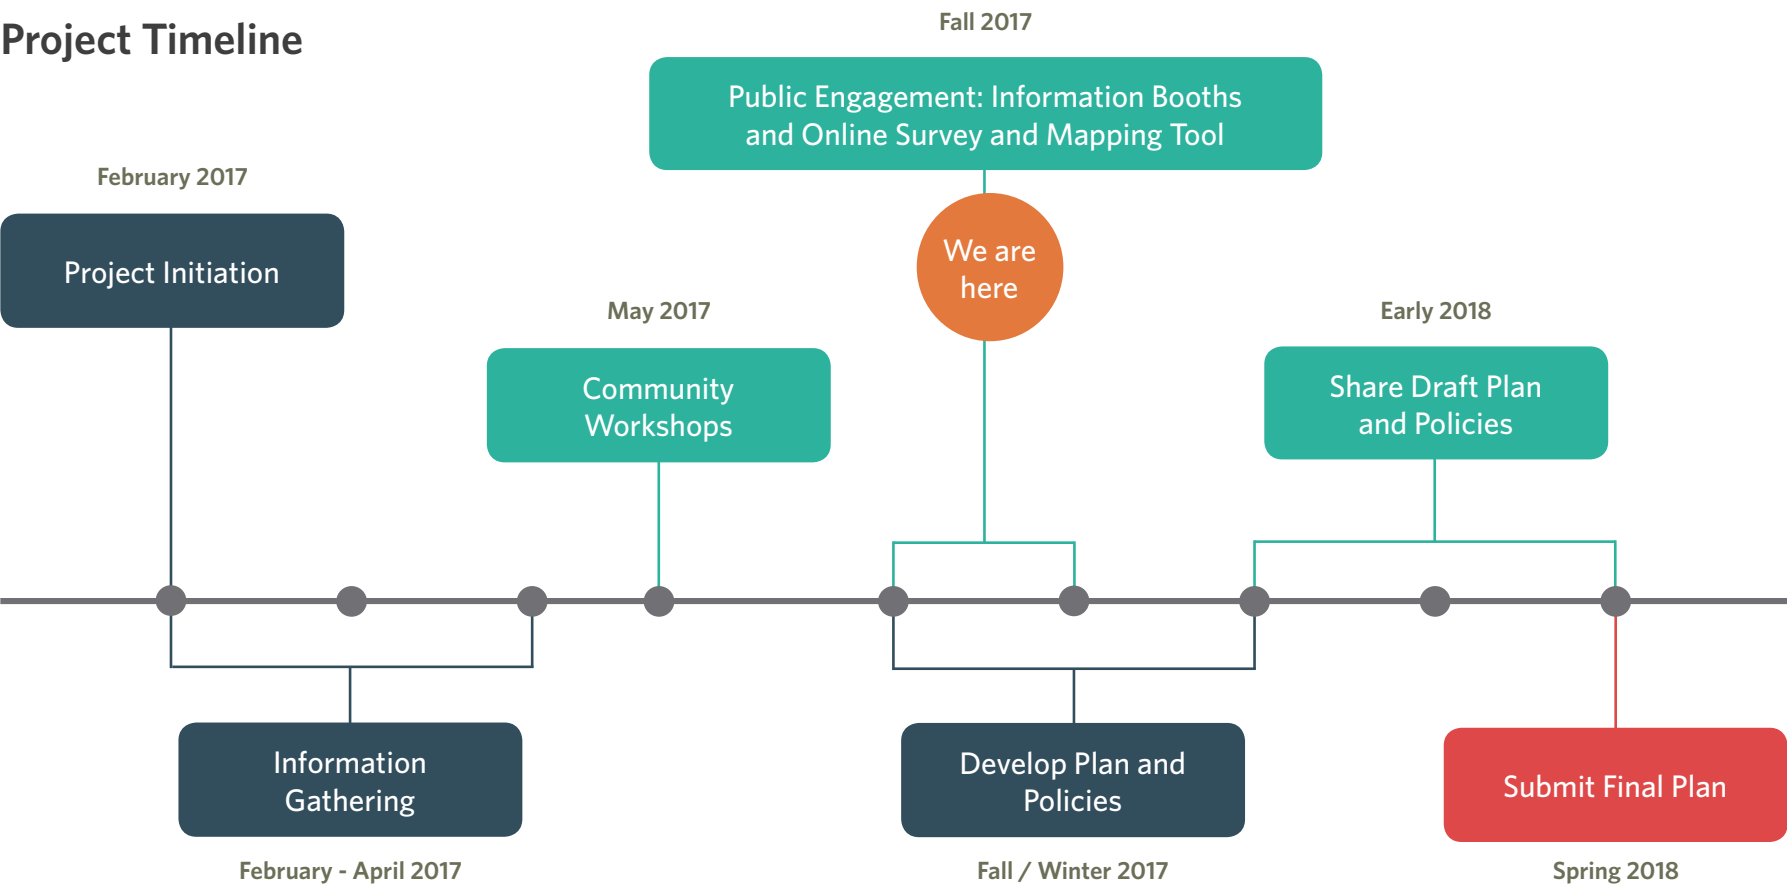 Project Timeline
Fall 2017
Public Engagement: Information Booths
and Online Survey and Mapping Tool
February 2017
Project Initiation
We are
here
May 2017
Community
Workshops
Early 2018
Share Draft Plan
and Policies
Information
Gathering
February - April 2017
Develop Plan and
Policies
Fall / Winter 2017
Submit Final Plan
Spring 2018